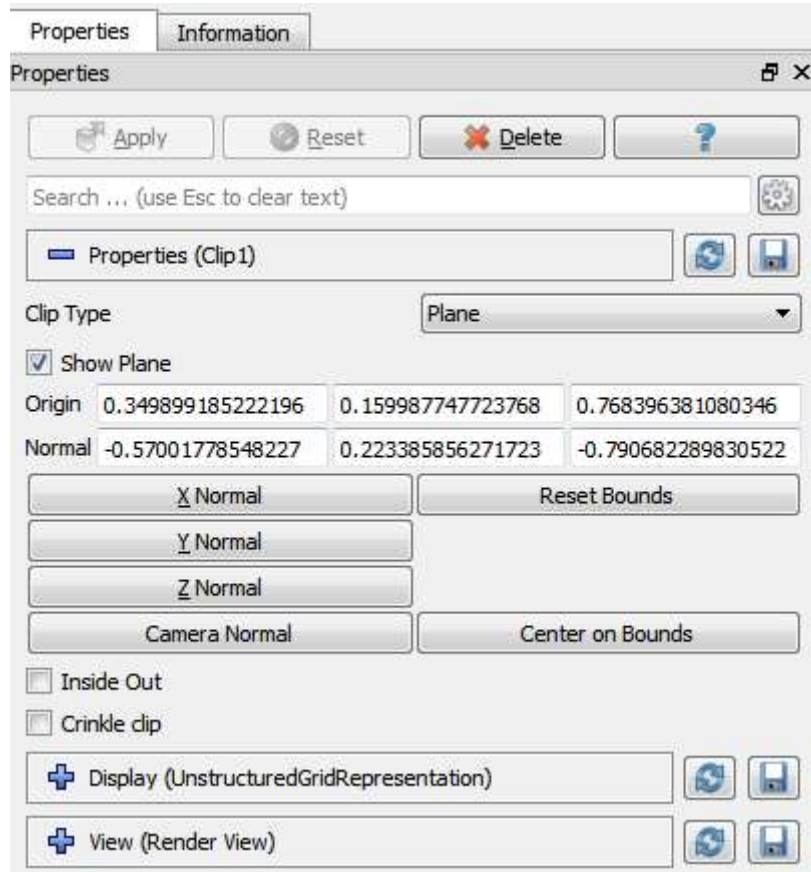 Properties Information
Properties
Apply Reset Delete ?
Search ... (use Esc to clear text)
Properties (Clip1)
Clip Type Plane
Show Plane
Origin 0.349899185222196 0.159987747723768 0.768396381080346
Normal -0.57001778548227 0.223385856271723 -0.790682289830522
X Normal Reset Bounds
Y Normal
Z Normal
Camera Normal Center on Bounds
Inside Out
Crinkle clip
Display (UnstructuredGridRepresentation)
View (Render View)